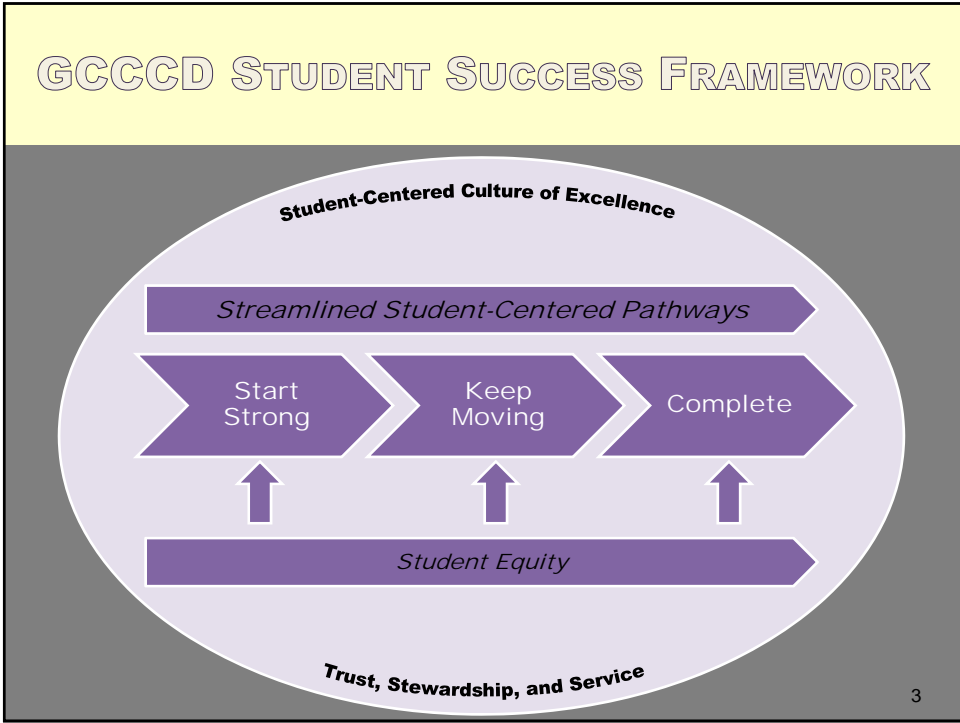 GCCCD STUDENT SUCCESS FRAMEWORK
Student-Centered Culture of Excellence
Streamlined Student-Centered Pathways
Start
Strong
Keep
Moving
Complete
Student Equity
Trust, Stewardship, and Service
3